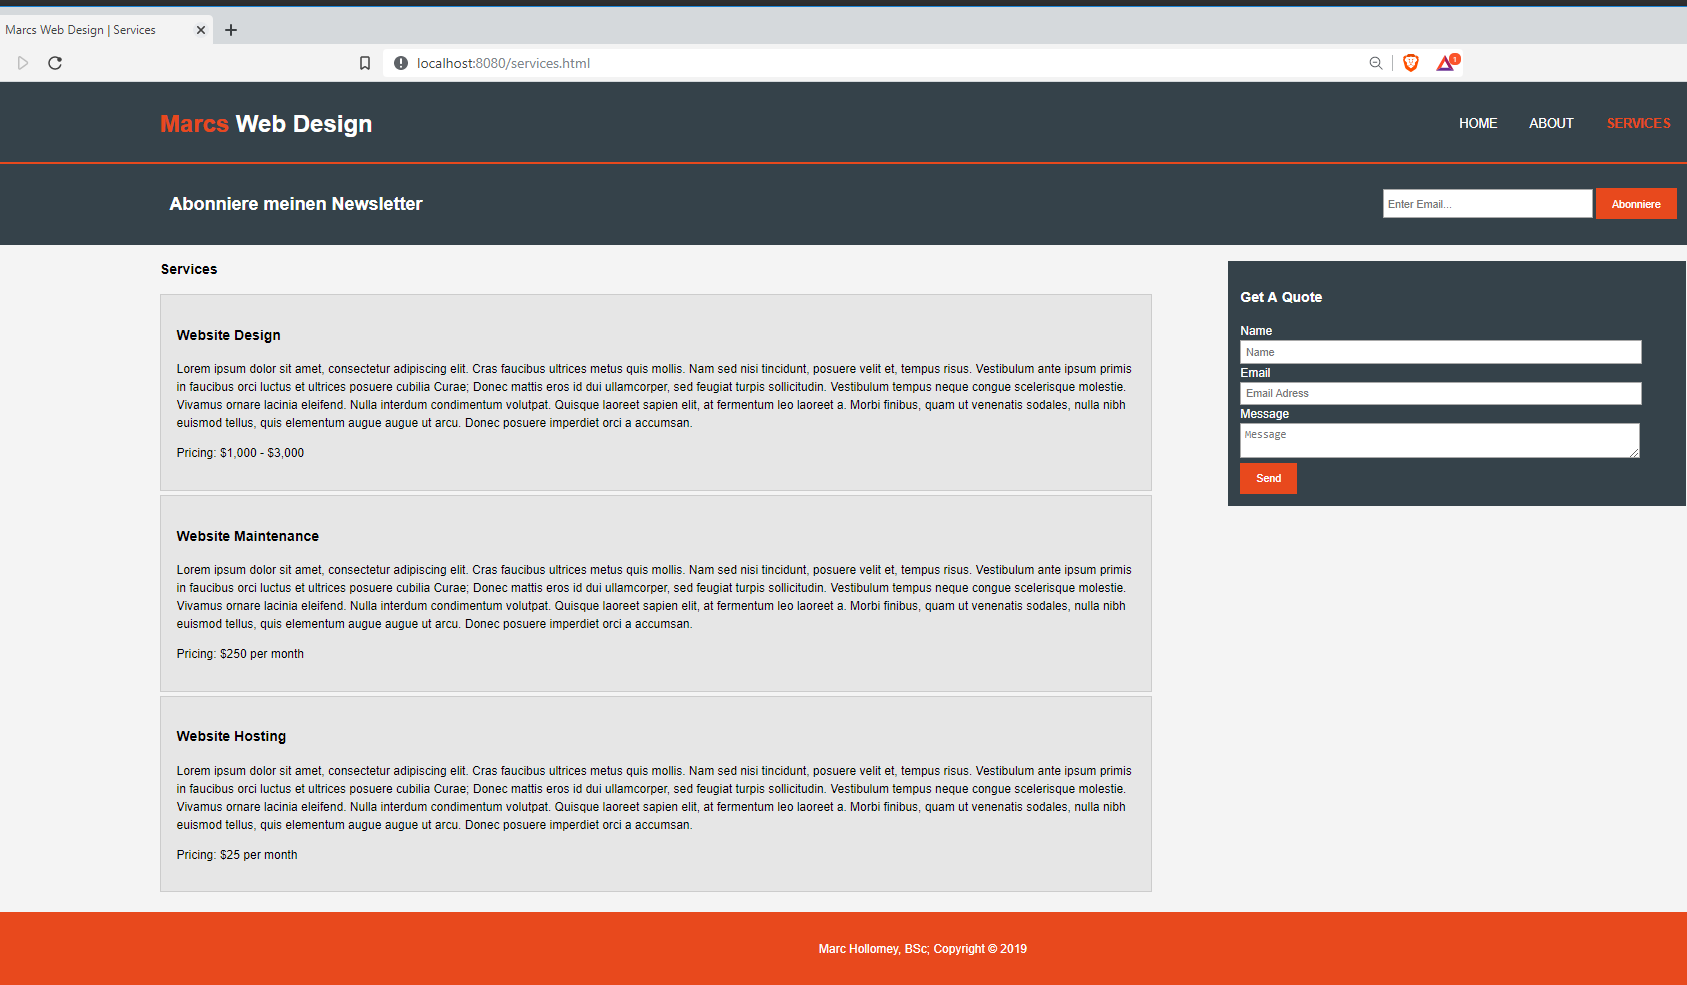 Marcs Web Design | Services
localhost:8080/services.html
1
Marcs Web Design
HOME ABOUT SERVICES
Abonniere meinen Newsletter
Enter Email...
Abonniere
Services
Website Design
Lorem ipsum dolor sit amet, consectetur adipiscing elit. Cras faucibus ultrices metus quis mollis. Nam sed nisi tincidunt, posuere velit et, tempus risus. Vestibulum ante ipsum primis
in faucibus orci luctus et ultrices posuere cubilia Curae; Donec mattis eros id dui ullamcorper, sed feugiat turpis sollicitudin. Vestibulum tempus neque congue scelerisque molestie.
Vivamus ornare lacinia eleifend. Nulla interdum condimentum volutpat. Quisque laoreet sapien elit, at fermentum leo laoreet a. Morbi finibus, quam ut venenatis sodales, nulla nibh
euismod tellus, quis elementum augue augue ut arcu. Donec posuere imperdiet orci a accumsan.
Pricing: $1,000 - $3,000
Website Maintenance
Lorem ipsum dolor sit amet, consectetur adipiscing elit. Cras faucibus ultrices metus quis mollis. Nam sed nisi tincidunt, posuere velit et, tempus risus. Vestibulum ante ipsum primis
in faucibus orci luctus et ultrices posuere cubilia Curae; Donec mattis eros id dui ullamcorper, sed feugiat turpis sollicitudin. Vestibulum tempus neque congue scelerisque molestie.
Vivamus ornare lacinia eleifend. Nulla interdum condimentum volutpat. Quisque laoreet sapien elit, at fermentum leo laoreet a. Morbi finibus, quam ut venenatis sodales, nulla nibh
euismod tellus, quis elementum augue augue ut arcu. Donec posuere imperdiet orci a accumsan.
Pricing: $250 per month
Website Hosting
Lorem ipsum dolor sit amet, consectetur adipiscing elit. Cras faucibus ultrices metus quis mollis. Nam sed nisi tincidunt, posuere velit et, tempus risus. Vestibulum ante ipsum primis
in faucibus orci luctus et ultrices posuere cubilia Curae; Donec mattis eros id dui ullamcorper, sed feugiat turpis sollicitudin. Vestibulum tempus neque congue scelerisque molestie.
Vivamus ornare lacinia eleifend. Nulla interdum condimentum volutpat. Quisque laoreet sapien elit, at fermentum leo laoreet a. Morbi finibus, quam ut venenatis sodales, nulla nibh
euismod tellus, quis elementum augue augue ut arcu. Donec posuere imperdiet orci a accumsan.
Pricing: $25 per month
Get A Quote
Name
Name
Email
Email Adress
Message
Message
Send
Marc Hollomey, BSc; Copyright © 2019